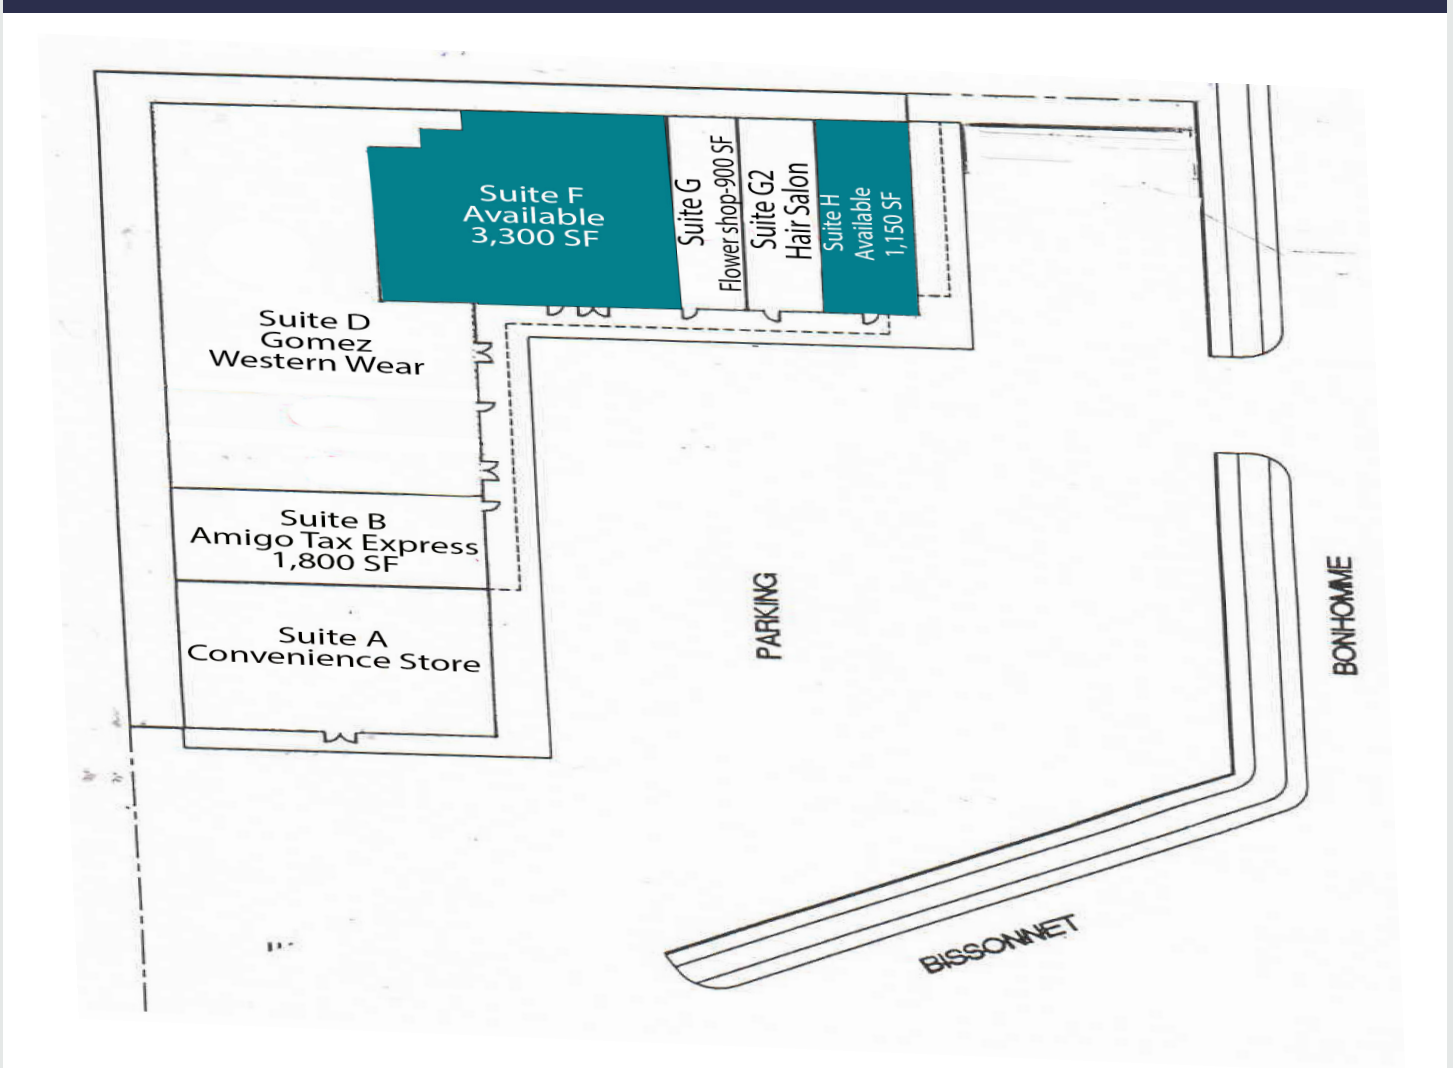 Suite F
Available
3,300 SF
Suite G
Flower shop-900 SF
Suite G2
Hair Salon
Suite H
Available
1,150 SF
Suite D
Gomez
Western Wear
Suite B
Amigo Tax Express
1,800 SF
Suite A
Convenience Store
PARKING
BONHOMME
BISSONNET